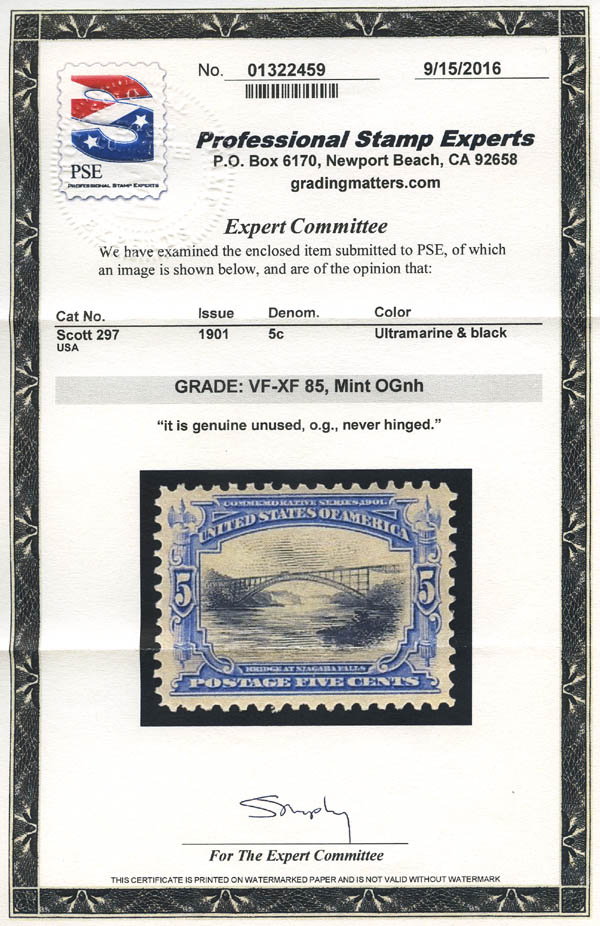 No. 01322459
9/15/2016
PSE
PROFESSIONAL STAMP EXPERTS
Professional Stamp Experts
P.O. Box 6170, Newport Beach, CA 92658
gradingmatters.com
Expert Committee
We have examined the enclosed item submitted to PSE, of which
an image is shown below, and are of the opinion that:
Cat No. Issue Denom. Color
Scott 297 1901 5c Ultramarine & black
USA
GRADE: VF-XF 85, Mint OGnh
“it is genuine unused, o.g., never hinged.”
COMMEMORATIVE SERIES, 1901.
UNITED STATES OF AMERICA
5 5
BRIDGE AT NIAGARA FALLS
POSTAGE FIVE CENTS
For The Expert Committee
THIS CERTIFICATE IS PRINTED ON WATERMARKED PAPER AND IS NOT VALID WITHOUT WATERMARK